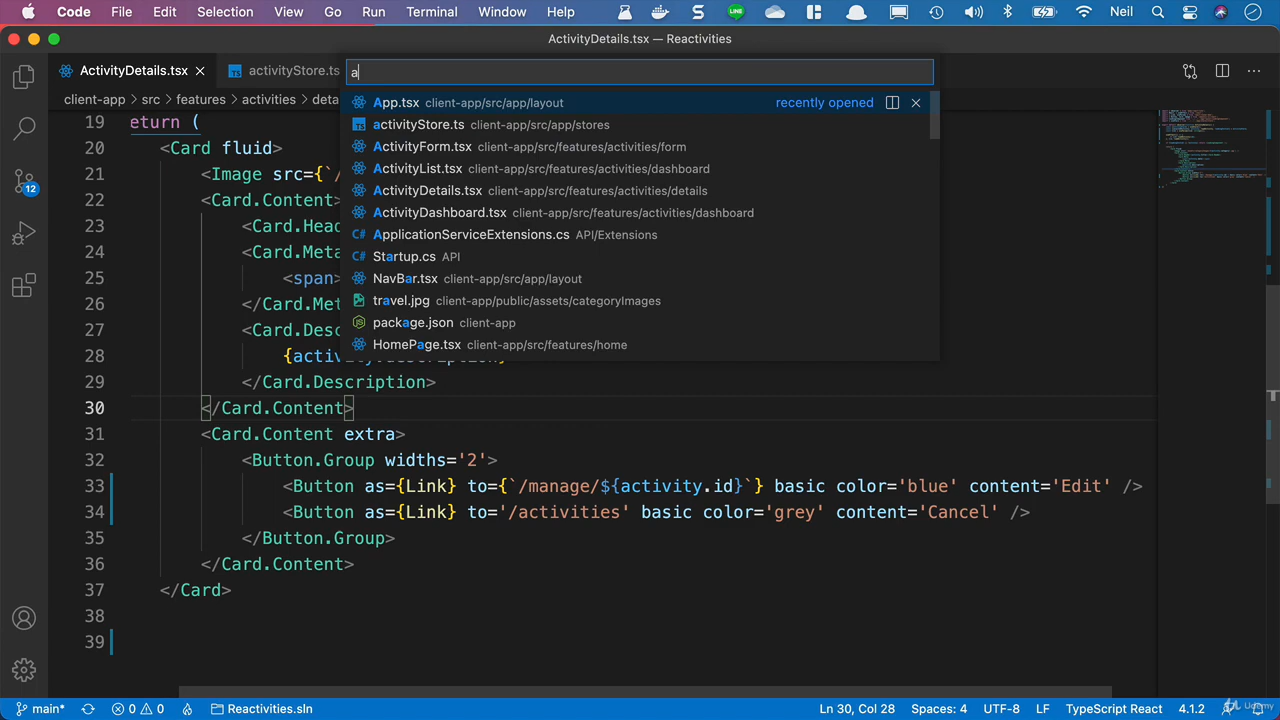 Code File Edit Selection View Go Run Terminal Window Help Neil
ActivityDetails.tsx — Reactivities
ActivityDetails.tsx activityStore.ts
a
client-app > src > features > activities >
App.tsx client-app/src/app/layout recently opened
activityStore.ts client-app/src/app/stores
ActivityForm.tsx client-app/src/features/activities/form
ActivityList.tsx client-app/src/features/activities/dashboard
ActivityDetails.tsx client-app/src/features/activities/details
ActivityDashboard.tsx client-app/src/features/activities/dashboard
ApplicationServiceExtensions.cs API/Extensions
Startup.cs API
NavBar.tsx client-app/src/app/layout
travel.jpg client-app/public/assets/categoryImages
package.json client-app
HomePage.tsx client-app/src/features/home
19 eturn (
20 <Card fluid>
21 <Image src={`/
22 <Card.Content>
23 <Card.Head
24 <Card.Meta
25 <span>
26 </Card.Me
27 <Card.Desc
28 {activi
29 </Card.Description>
30 </Card.Content>
31 <Card.Content extra>
32 <Button.Group widths='2'>
33 <Button as={Link} to={`/manage/${activity.id}`} basic color='blue' content='Edit' />
34 <Button as={Link} to='/activities' basic color='grey' content='Cancel' />
35 </Button.Group>
36 </Card.Content>
37 </Card>
38
39
12
main* 0 0 Reactivities.sln Ln 30, Col 28 Spaces: 4 UTF-8 LF TypeScript React 4.1.2
Udemy